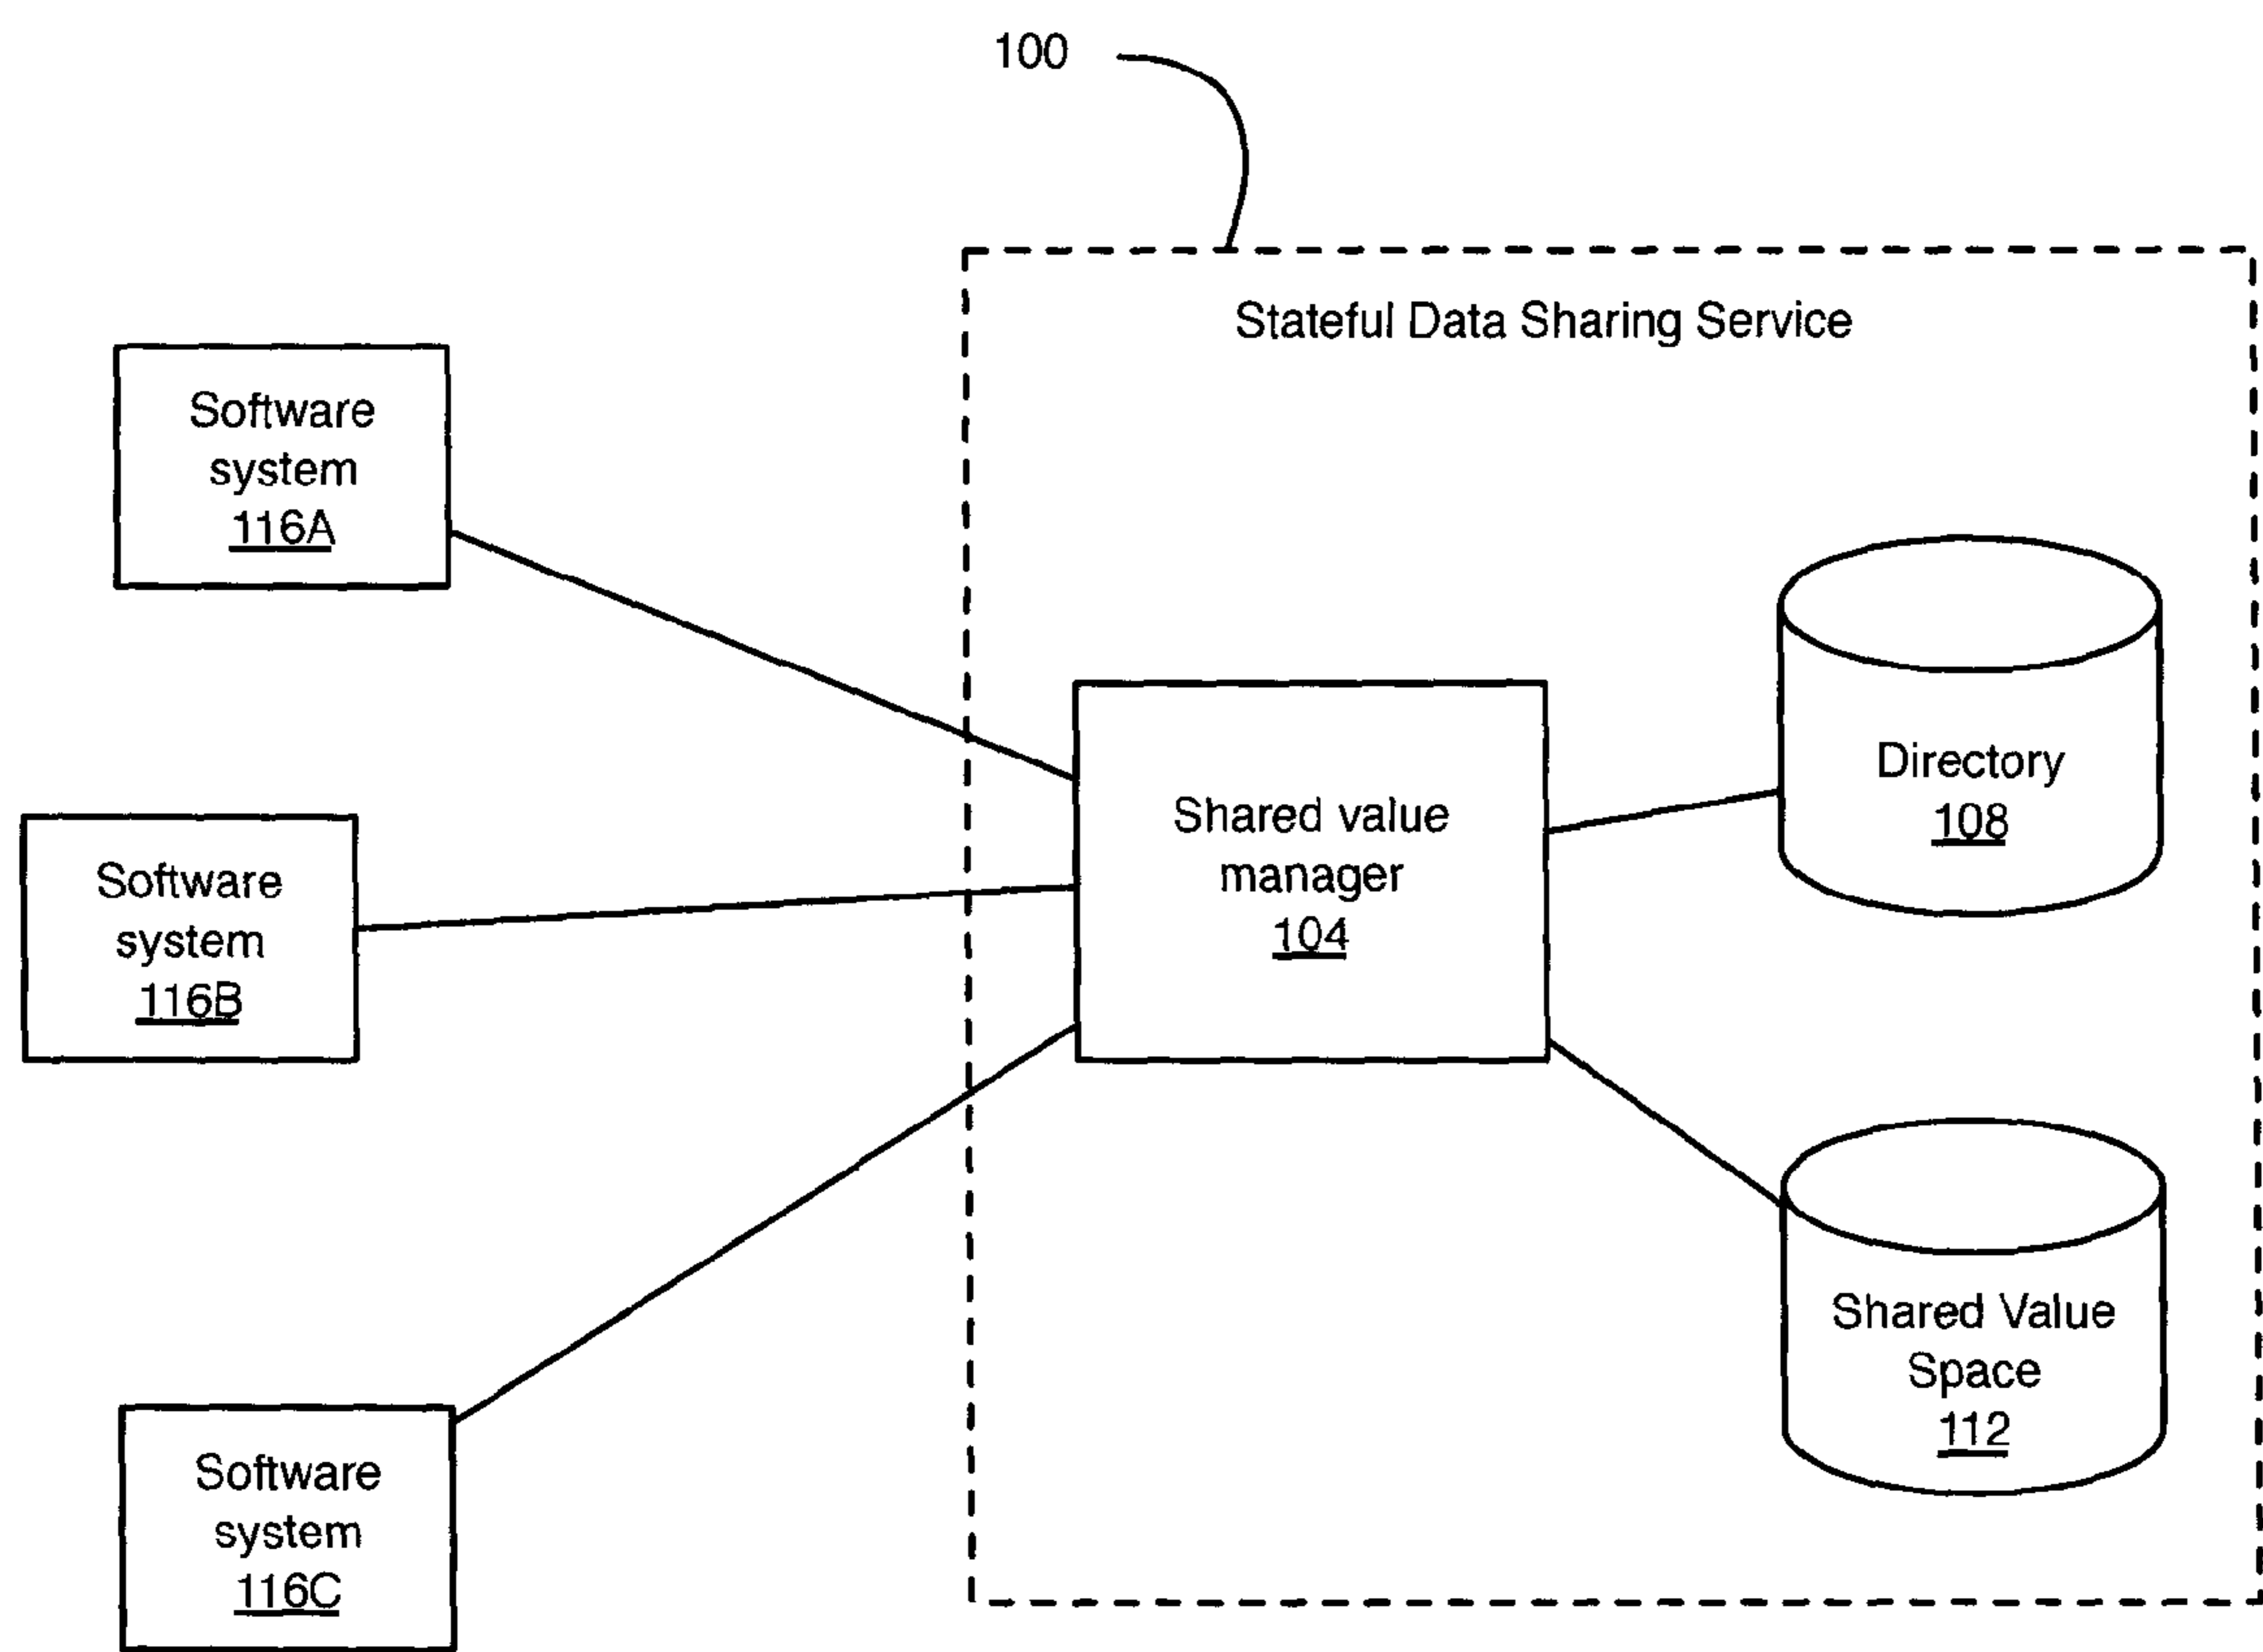 100
Stateful Data Sharing Service
Software
system
116A
Software
system
116B
Software
system
116C
Shared value
manager
104
Directory
108
Shared Value
Space
112